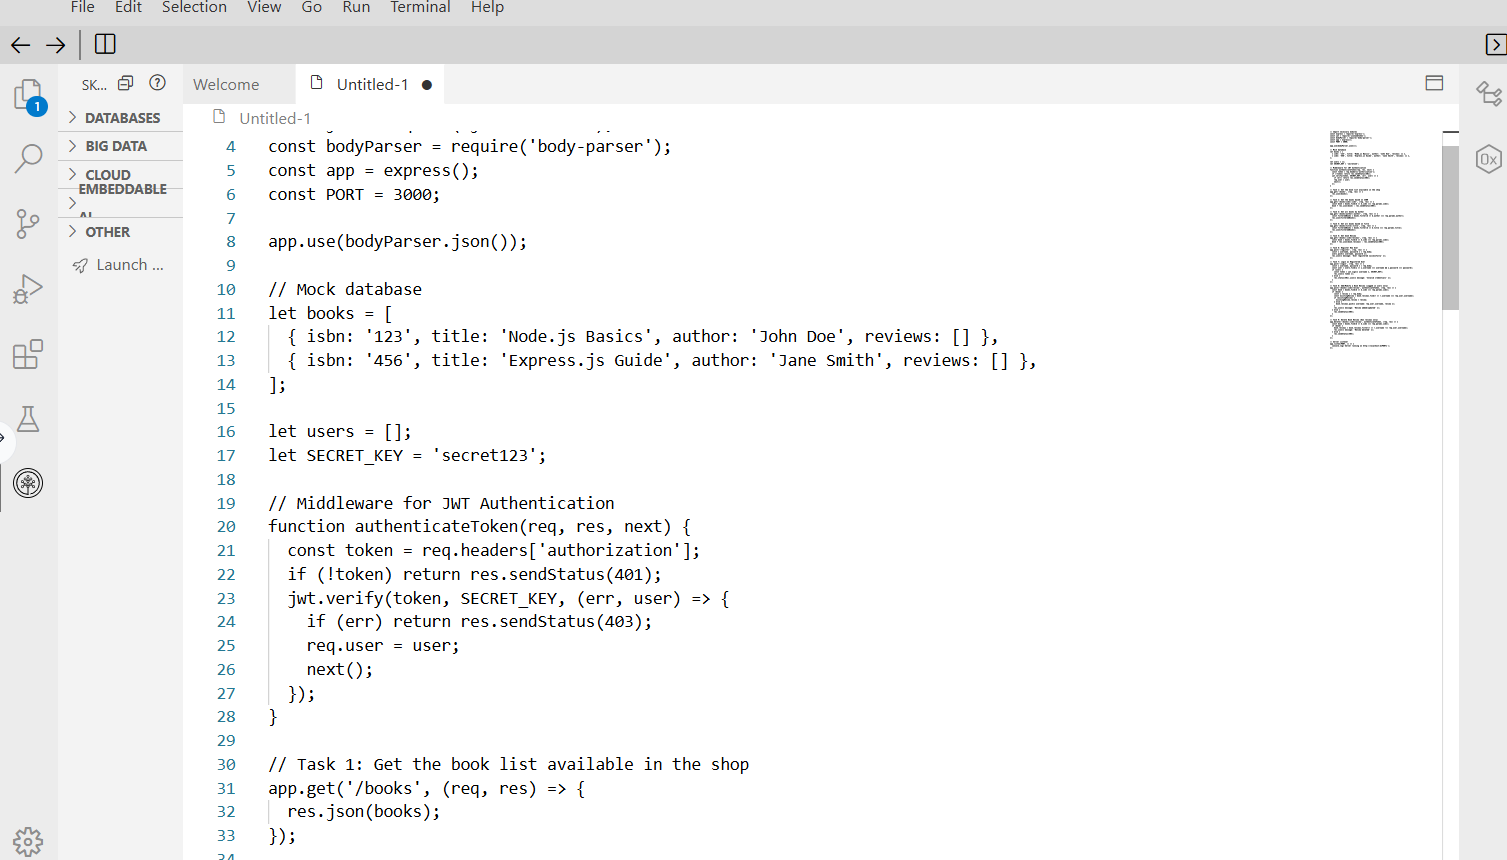 File Edit Selection View Go Run Terminal Help
SK...
Welcome
Untitled-1
1
DATABASES
BIG DATA
CLOUD
EMBEDDABLE
AI
OTHER
Launch ...
Untitled-1
4 const bodyParser = require('body-parser');
5 const app = express();
6 const PORT = 3000;
7
8 app.use(bodyParser.json());
9
10 // Mock database
11 let books = [
12 { isbn: '123', title: 'Node.js Basics', author: 'John Doe', reviews: [] },
13 { isbn: '456', title: 'Express.js Guide', author: 'Jane Smith', reviews: [] },
14 ];
15
16 let users = [];
17 let SECRET_KEY = 'secret123';
18
19 // Middleware for JWT Authentication
20 function authenticateToken(req, res, next) {
21 const token = req.headers['authorization'];
22 if (!token) return res.sendStatus(401);
23 jwt.verify(token, SECRET_KEY, (err, user) => {
24 if (err) return res.sendStatus(403);
25 req.user = user;
26 next();
27 });
28 }
29
30 // Task 1: Get the book list available in the shop
31 app.get('/books', (req, res) => {
32 res.json(books);
33 });
34
0x